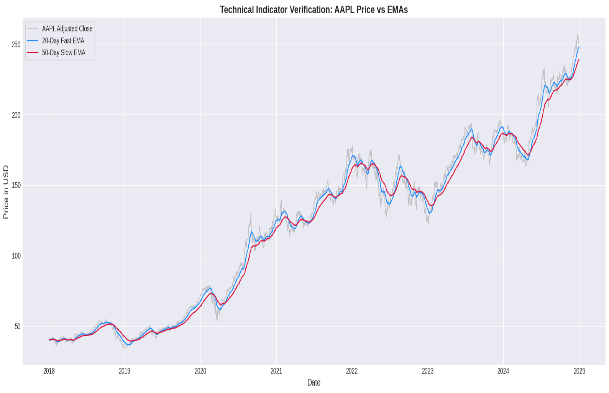 Technical Indicator Verification: AAPL Price vs EMAs
AAPL Adjusted Close
20-Day Fast EMA
50-Day Slow EMA
Price in USD
250
200
150
100
50
2018
2019
2020
2021
2022
2023
2024
2025
Date